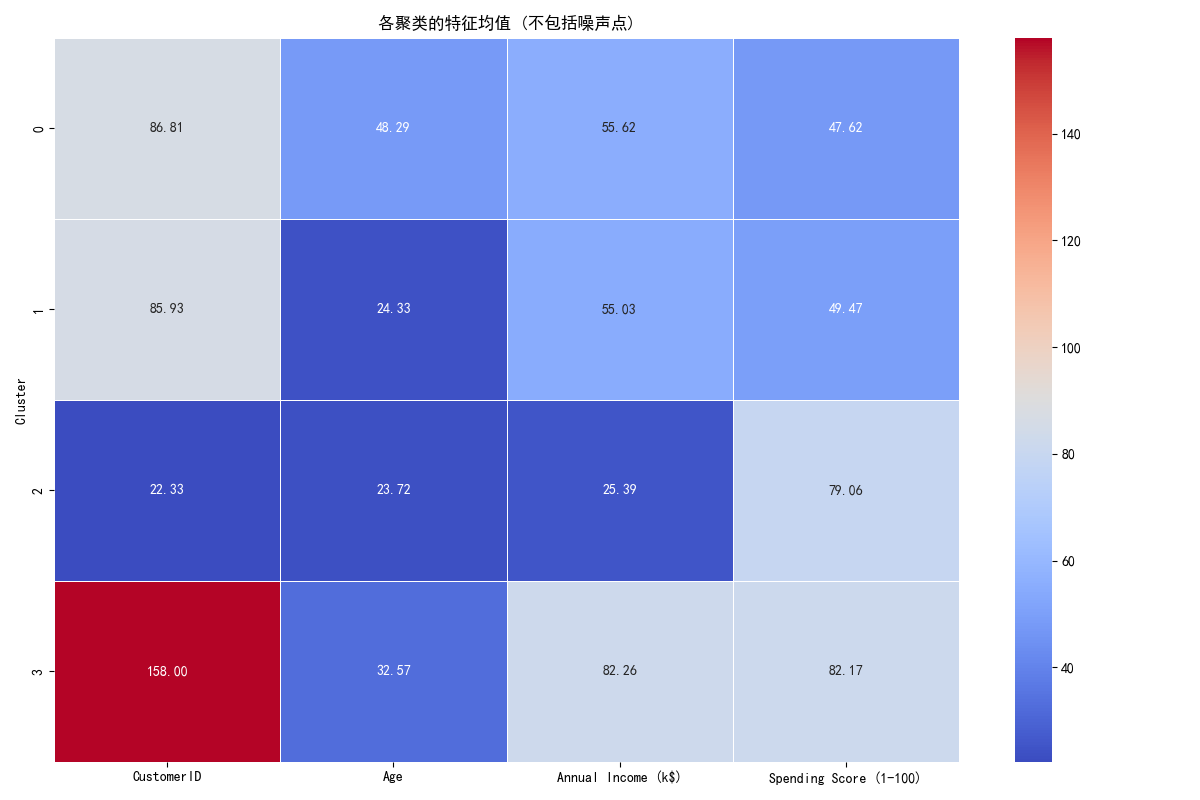 各聚类的特征均值 (不包括噪声点)
Cluster
0
86.81 48.29 55.62 47.62
1
85.93 24.33 55.03 49.47
2
22.33 23.72 25.39 79.06
3
158.00 32.57 82.26 82.17
CustomerID Age Annual Income (k$) Spending Score (1-100)
140
120
100
80
60
40